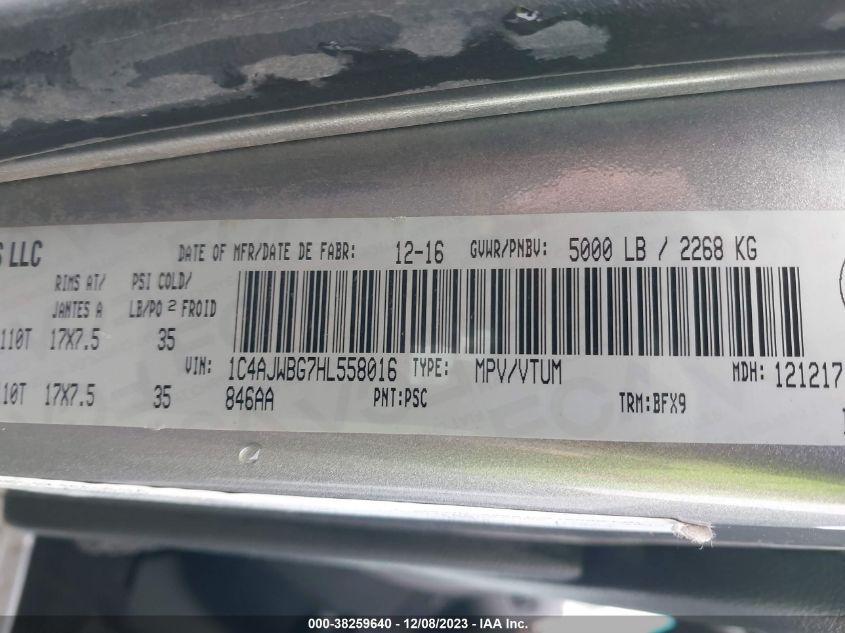 S LLC
DATE OF MFR/DATE DE FABR: 12-16 GVWR/PNBV: 5000 LB / 2268 KG
RIMS AT/ PSI COLD/
JANTES A LB/PO 2 FROID
110T 17X7.5 35
VIN: 1C4AJWBG7HL558016 TYPE: MPV/VTUM MDH: 121217
10T 17X7.5 35 846AA PNT:PSC TRM:BFX9
000-38259640 - 12/08/2023 - IAA Inc.